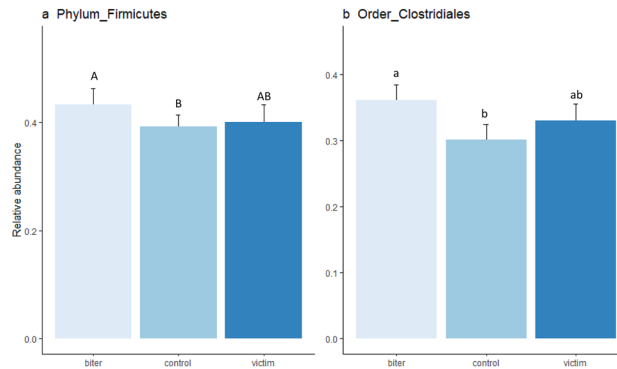 a Phylum_Firmicutes
Relative abundance
0.4
0.2
0.0
A
B
AB
biter control victim
b Order_Clostridiales
0.4
0.3
0.2
0.1
0.0
a
b
ab
biter control victim